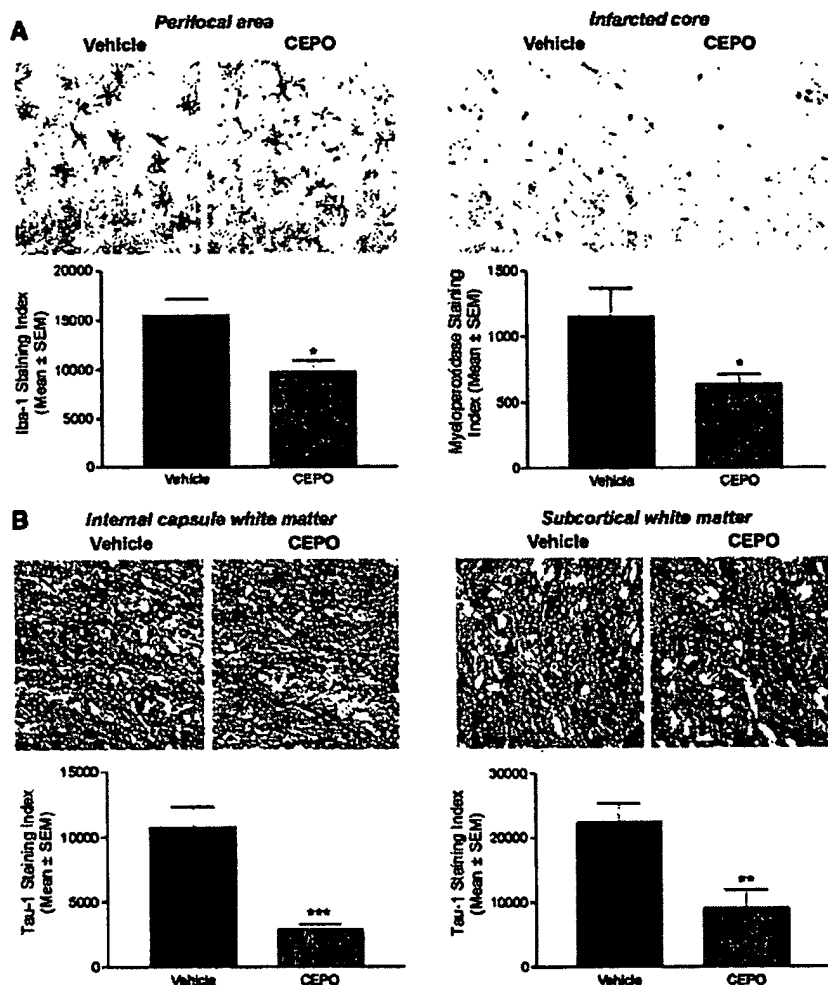 A
Perifocal area
Vehicle
CEPO
Infarcted core
Vehicle
CEPO
Iba-1 Staining Index
(Mean ± SEM)
20000
15000
10000
5000
0
*
Vehicle
CEPO
Myeloperoxidase Staining
Index (Mean ± SEM)
1500
1000
500
0
*
Vehicle
CEPO
B
Internal capsule white matter
Vehicle
CEPO
Subcortical white matter
Vehicle
CEPO
Tau-1 Staining Index
(Mean ± SEM)
15000
10000
5000
0
***
Vehicle
CEPO
Tau-1 Staining Index
(Mean ± SEM)
30000
20000
10000
0
**
Vehicle
CEPO